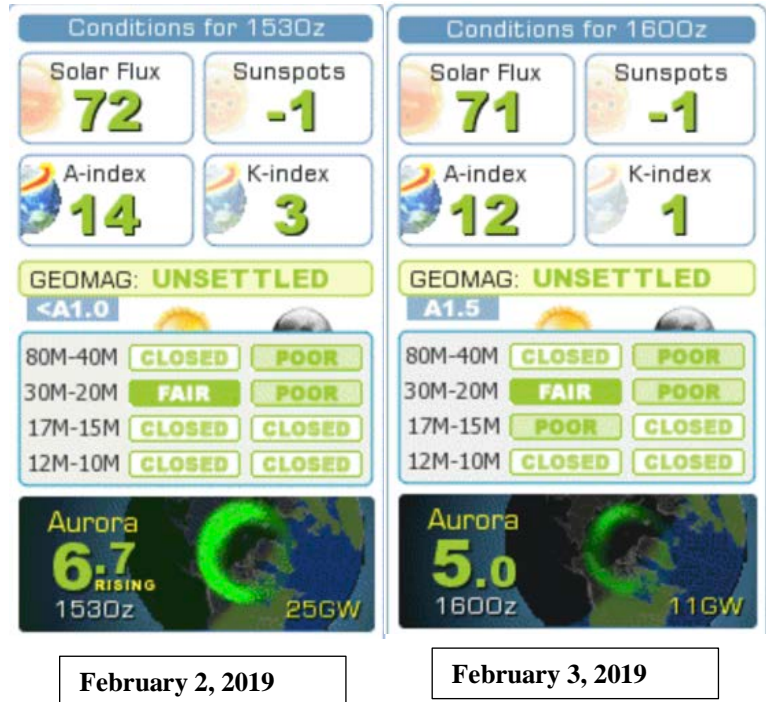 Conditions for 1530z
Solar Flux Sunspots
72 -1
A-index K-index
14 3
GEOMAG: UNSETTLED
<A1.0
80M-40M CLOSED POOR
30M-20M FAIR POOR
17M-15M CLOSED CLOSED
12M-10M CLOSED CLOSED
Aurora
6.7
RISING
1530z 25GW
February 2, 2019
Conditions for 1600z
Solar Flux Sunspots
71 -1
A-index K-index
12 1
GEOMAG: UNSETTLED
A1.5
80M-40M CLOSED POOR
30M-20M FAIR POOR
17M-15M POOR CLOSED
12M-10M CLOSED CLOSED
Aurora
5.0
1600z 11GW
February 3, 2019